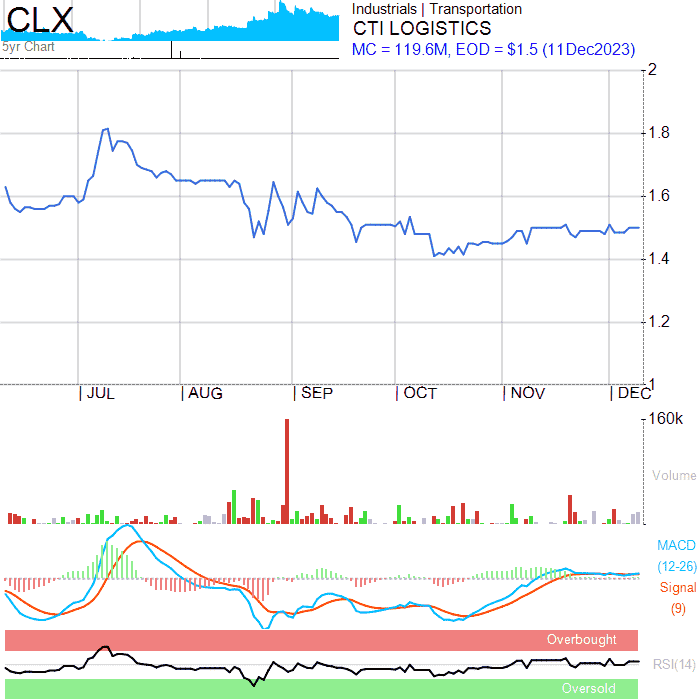 CLX
5yr Chart
Industrials | Transportation
CTI LOGISTICS
MC = 119.6M, EOD = $1.5 (11Dec2023)
2
1.8
1.6
1.4
1.2
1
JUL
AUG
SEP
OCT
NOV
DEC
160k
Volume
MACD
(12-26)
Signal
(9)
Overbought
RSI(14)
Oversold